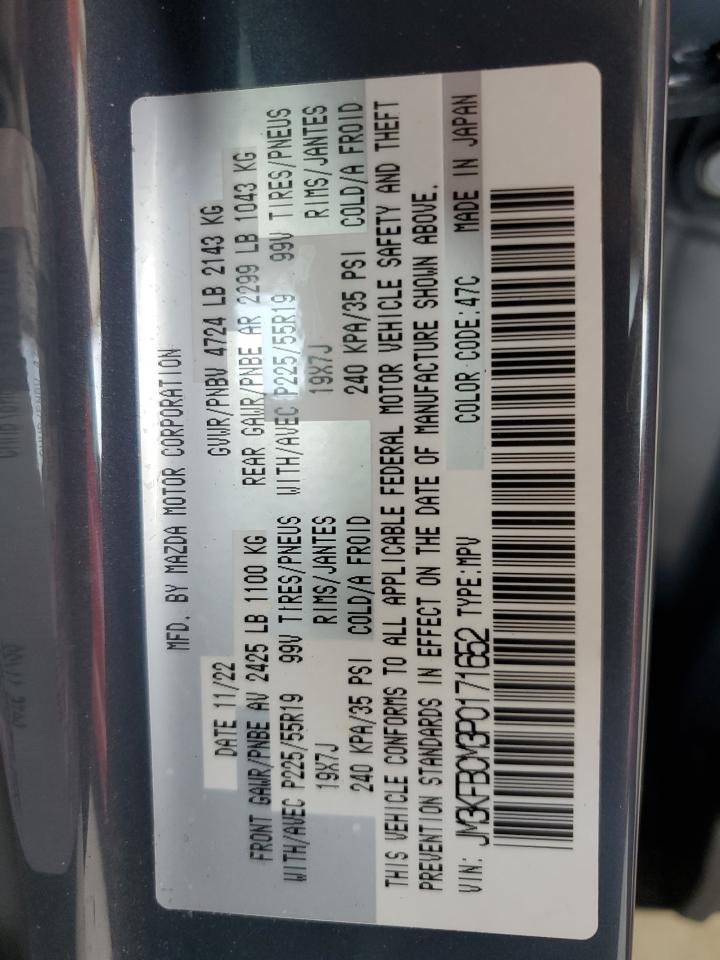 MFD. BY MAZDA MOTOR CORPORATION
DATE 11/22 GVWR/PNBV 4724 LB 2143 KG
FRONT GAWR/PNBE AV 2425 LB 1100 KG REAR GAWR/PNBE AR 2299 LB 1043 KG
WITH/AVEC P225/55R19 99V TIRES/PNEUS WITH/AVEC P225/55R19 99V TIRES/PNEUS
19X7J RIMS/JANTES 19X7J RIMS/JANTES
240 KPA/35 PSI COLD/A FROID 240 KPA/35 PSI COLD/A FROID
THIS VEHICLE CONFORMS TO ALL APPLICABLE FEDERAL MOTOR VEHICLE SAFETY AND THEFT
PREVENTION STANDARDS IN EFFECT ON THE DATE OF MANUFACTURE SHOWN ABOVE.
VIN: JM3KFBCM3P0171652 TYPE:MPV COLOR CODE:47C MADE IN JAPAN